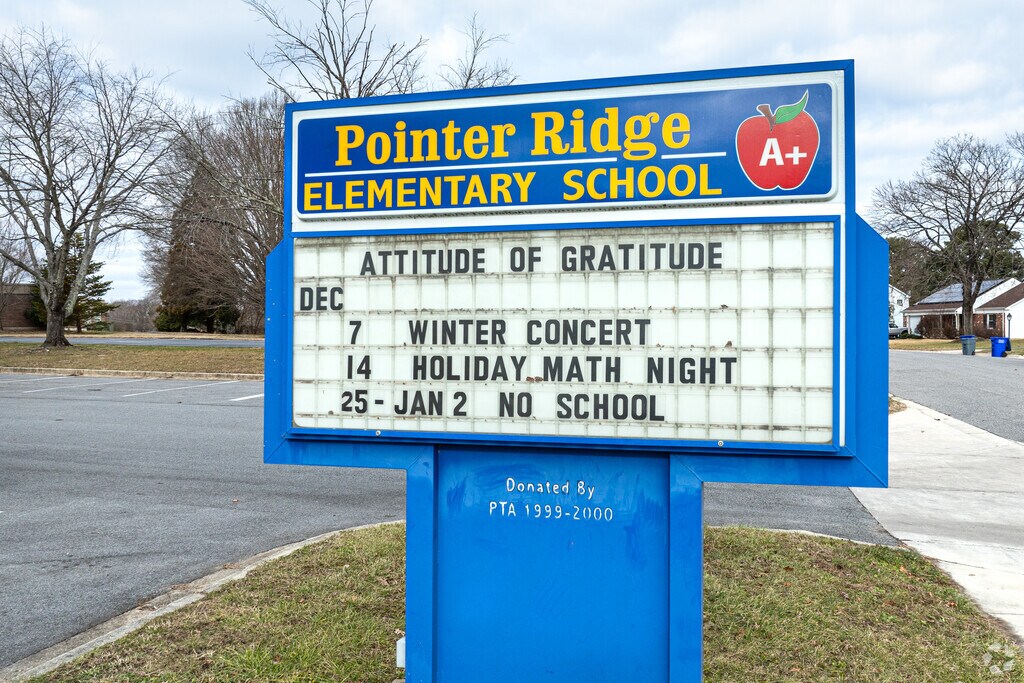 Pointer Ridge
ELEMENTARY SCHOOL
A+
ATTITUDE OF GRATITUDE
DEC
7 WINTER CONCERT
14 HOLIDAY MATH NIGHT
25 - JAN 2 NO SCHOOL
Donated By
PTA 1999-2000